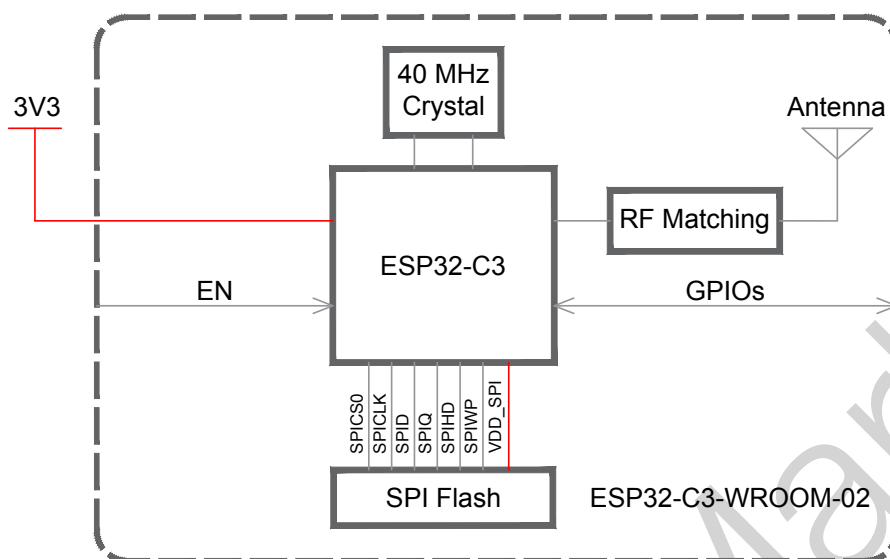 40 MHz
Crystal
3V3
Antenna
RF Matching
ESP32-C3
EN
GPIOs
SPICS0
SPICLK
SPID
SPIQ
SPIHD
SPIWP
VDD_SPI
SPI Flash
ESP32-C3-WROOM-02